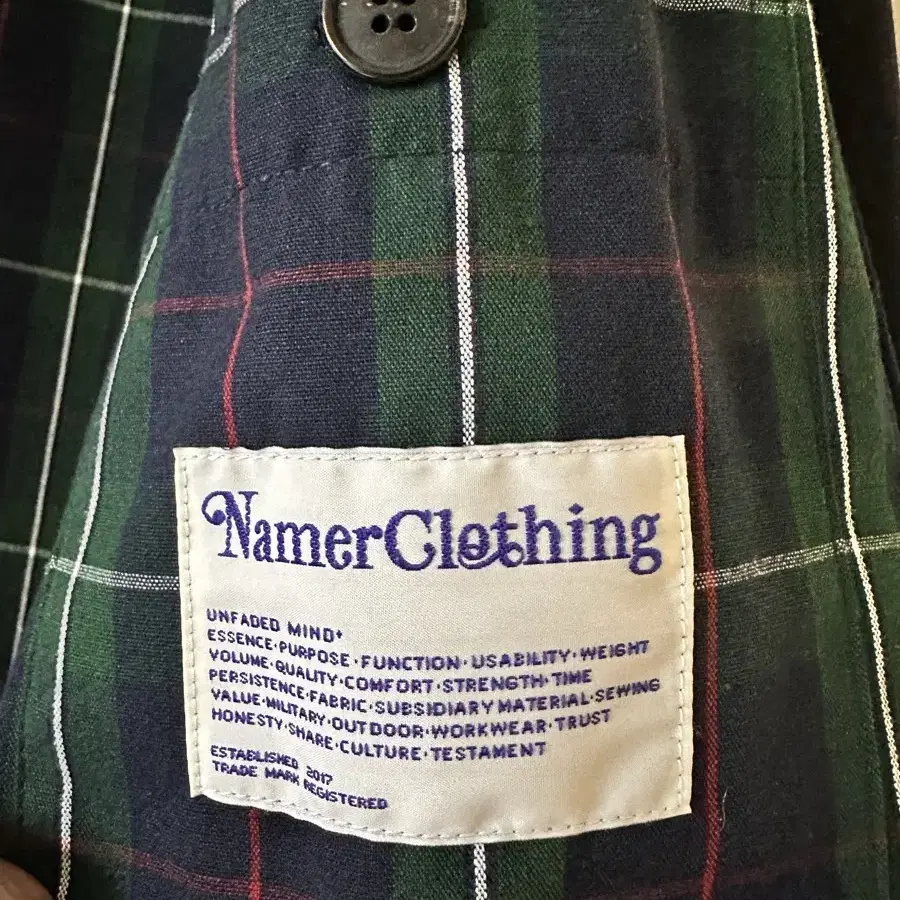 NamerClothing
UNFADED MIND+
ESSENCE·PURPOSE·FUNCTION·USABILITY·WEIGHT
VOLUME·QUALITY·COMFORT·STRENGTH·TIME
PERSISTENCE·FABRIC·SUBSIDIARY MATERIAL·SEWING
VALUE·MILITARY·OUTDOOR·WORKWEAR·TRUST
HONESTY·SHARE·CULTURE·TESTAMENT
ESTABLISHED 2017
TRADE MARK REGISTERED